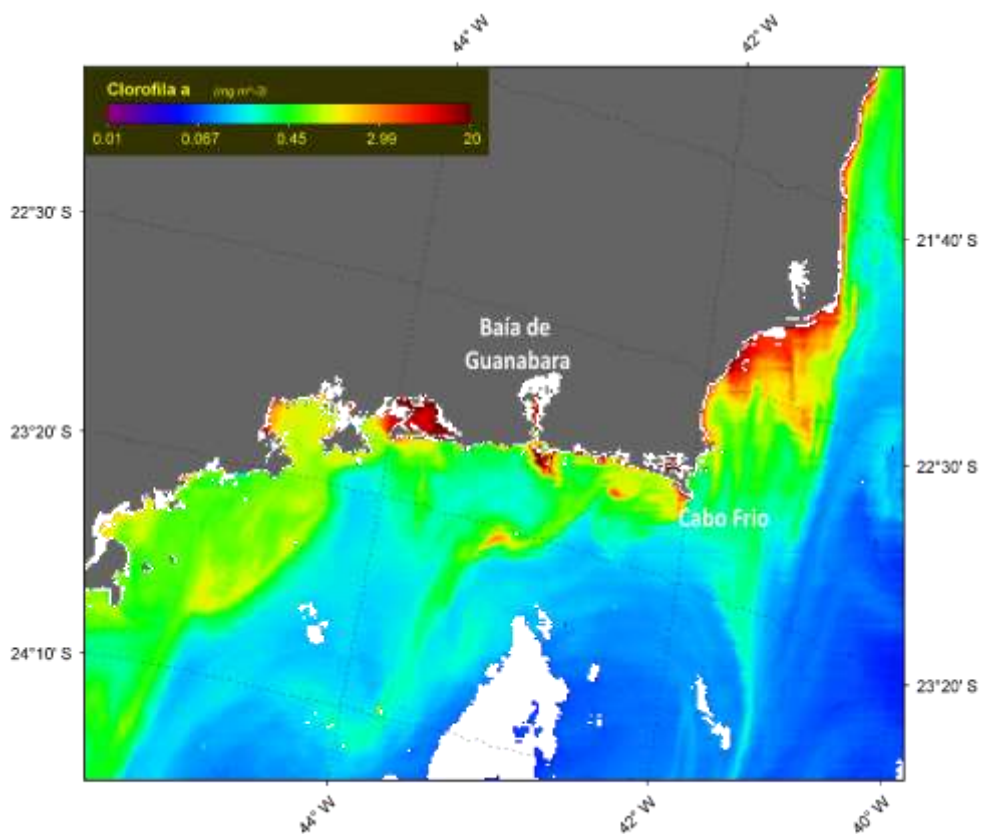 44° W
42° W
Clorofila a (mg m^-3)
0.01 0.067 0.45 2.99 20
22°30' S
21°40' S
Baía de
Guanabara
23°20' S
22°30' S
Cabo Frio
24°10' S
23°20' S
44° W
42° W
40° W